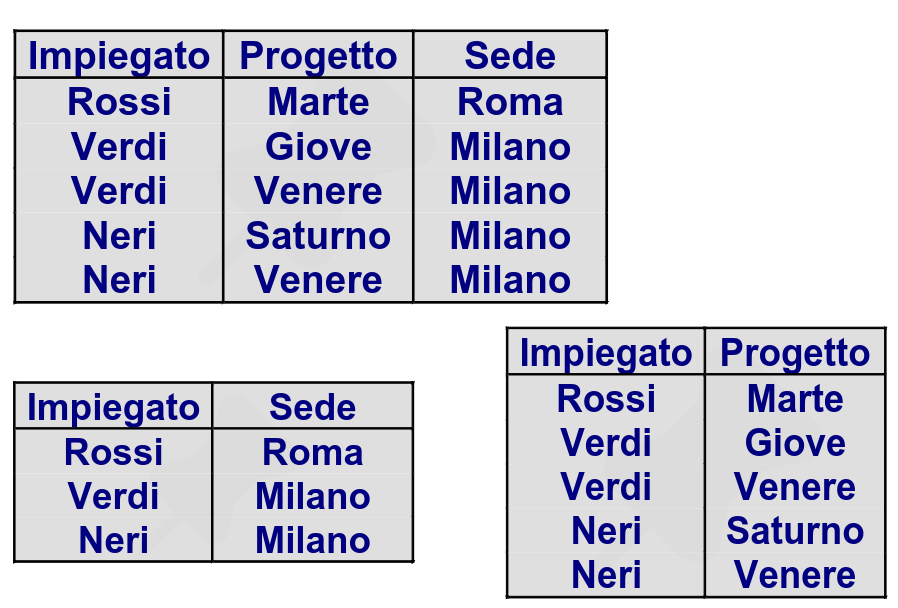 Impiegato Progetto Sede
Rossi Marte Roma
Verdi Giove Milano
Verdi Venere Milano
Neri Saturno Milano
Neri Venere Milano
Impiegato Sede
Rossi Roma
Verdi Milano
Neri Milano
Impiegato Progetto
Rossi Marte
Verdi Giove
Verdi Venere
Neri Saturno
Neri Venere